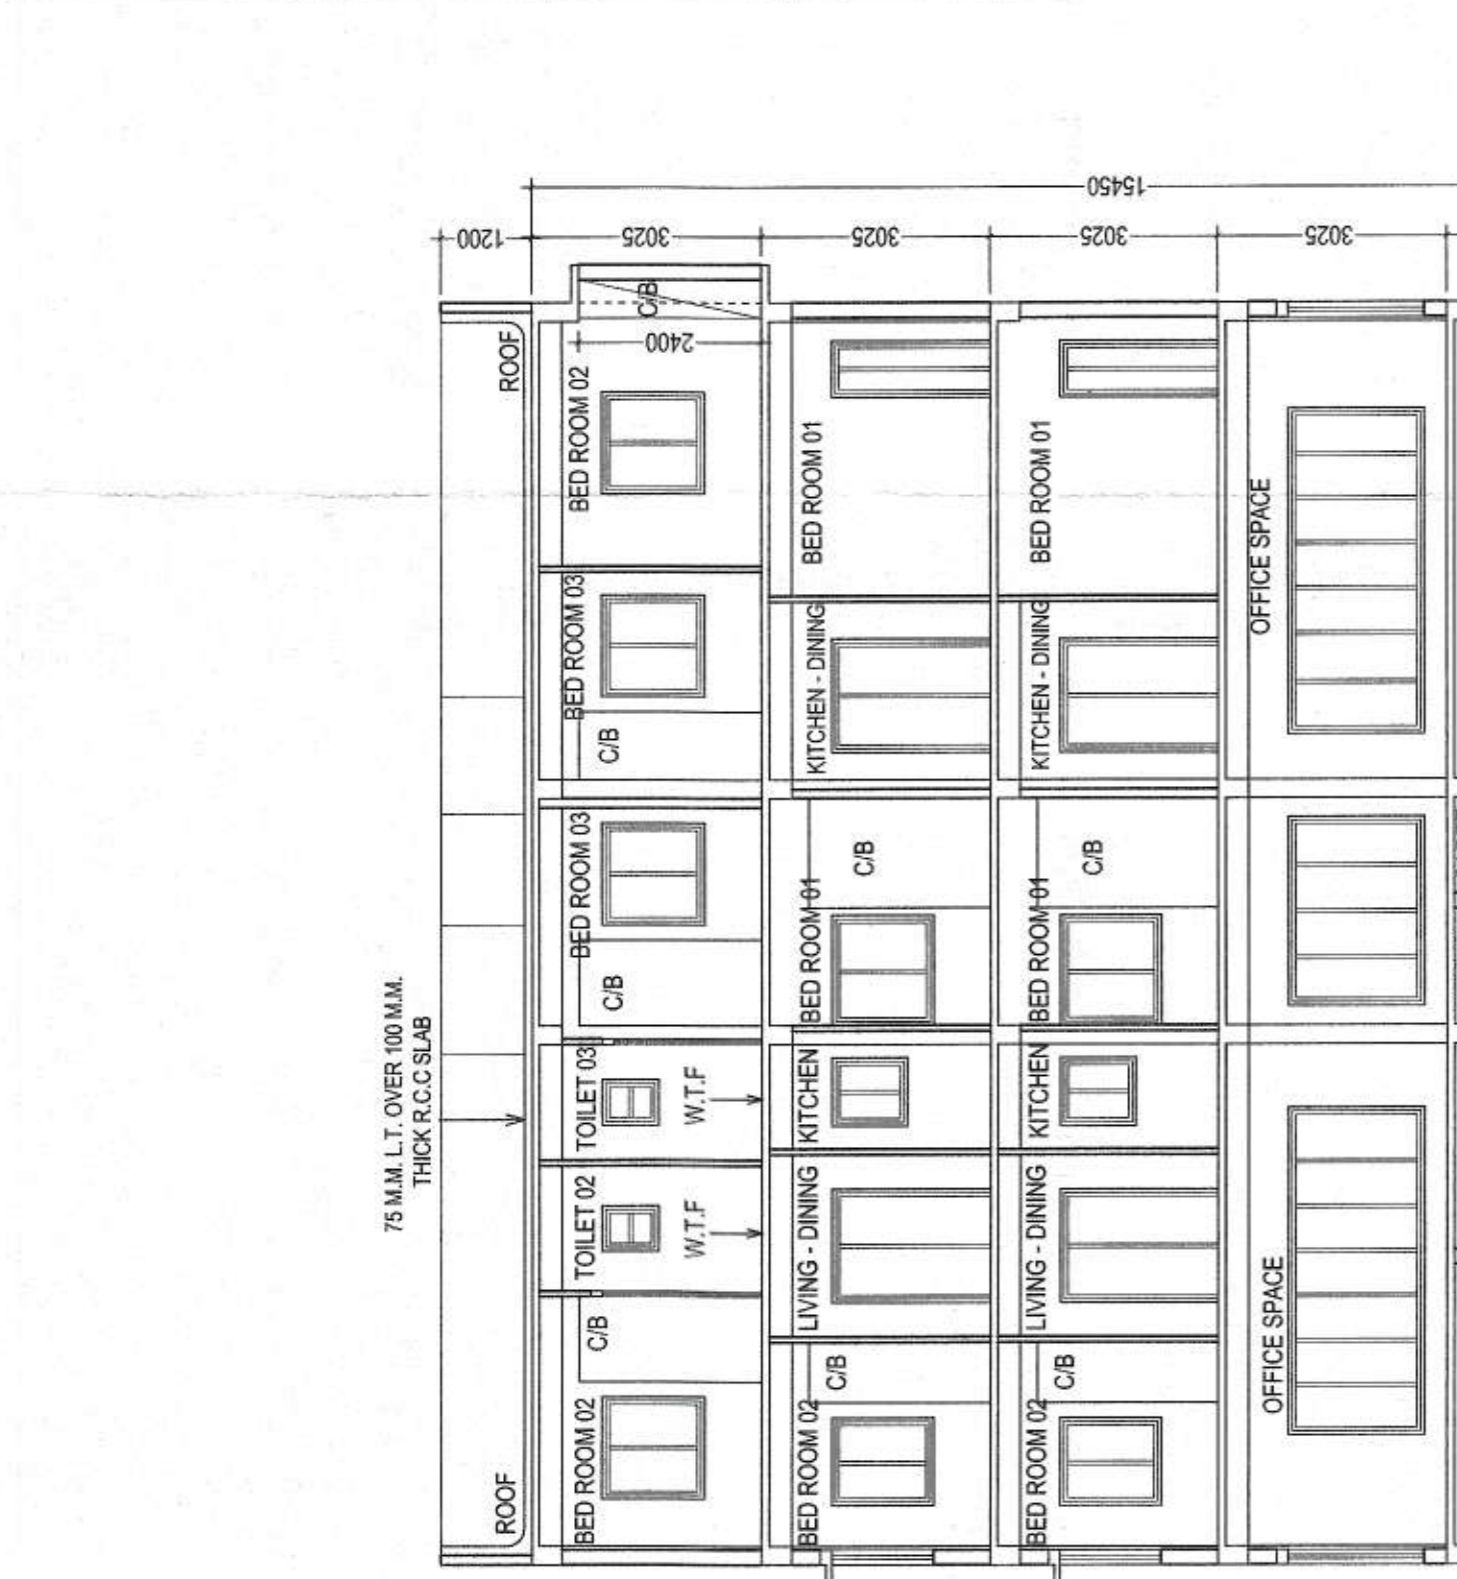 15450
1200
3025
3025
3025
3025
2400
C/B
ROOF
BED ROOM 02
BED ROOM 03
C/B
BED ROOM 03
C/B
TOILET 03
W.T.F
TOILET 02
W.T.F
C/B
BED ROOM 02
ROOF
75 M.M. L.T. OVER 100 M.M.
THICK R.C.C SLAB
BED ROOM 01
KITCHEN - DINING
C/B
BED ROOM 01
KITCHEN
LIVING - DINING
C/B
BED ROOM 02
BED ROOM 01
KITCHEN - DINING
C/B
BED ROOM 01
KITCHEN
LIVING - DINING
C/B
BED ROOM 02
OFFICE SPACE
OFFICE SPACE